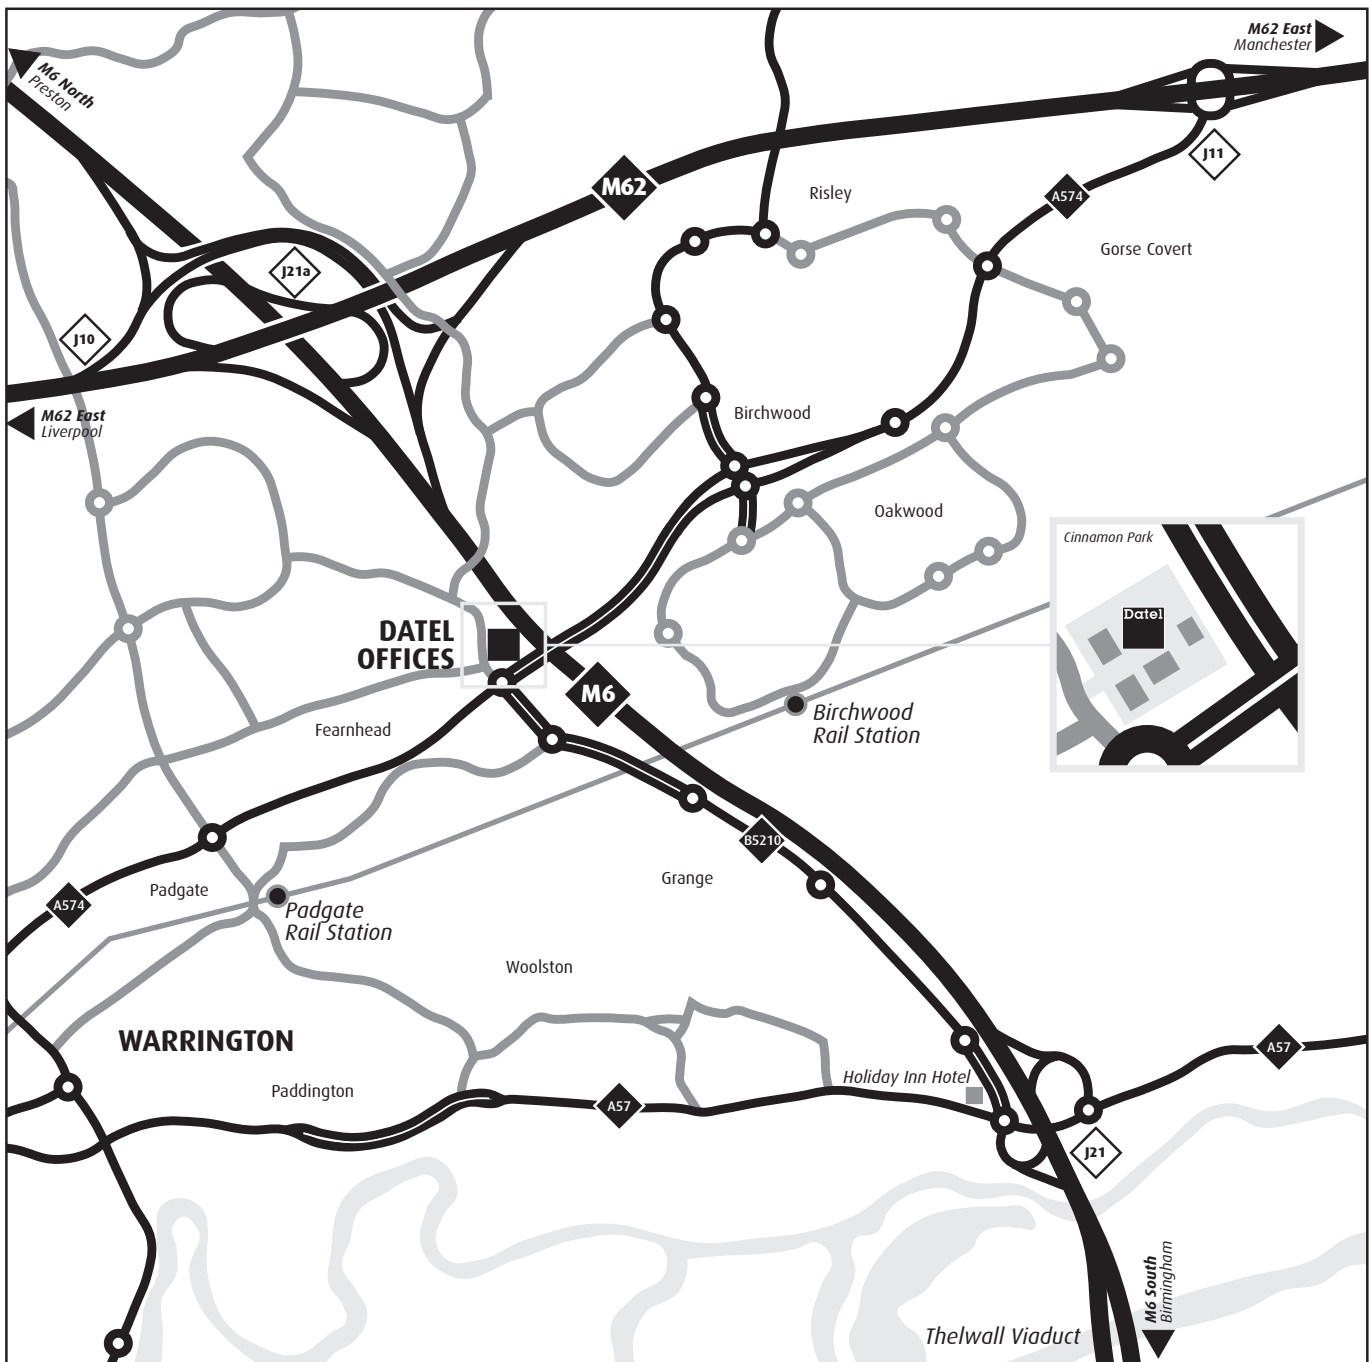 M62 East
Manchester
M6 North
Preston
J11
M62
Risley
A574
Gorse Covert
J21a
J10
M62 East
Liverpool
Birchwood
Oakwood
Cinnamon Park
Datel
DATEL
OFFICES
M6
Birchwood
Rail Station
Fearnhead
B5210
Grange
Padgate
A574
Padgate
Rail Station
Woolston
WARRINGTON
A57
Holiday Inn Hotel
Paddington
A57
J21
M6 South
Birmingham
Thelwall Viaduct